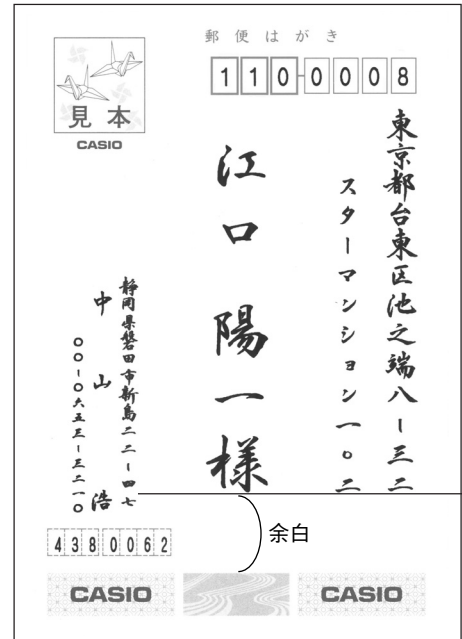 郵便はがき
110-0008
見本
CASIO
東京都台東区池之端八ー三二
スターマンション一〇二
江口陽一様
静岡県磐田市新島二二ー四七
中山浩
〇〇ー〇六五三ー三二一〇
4380062
余白
CASIO
CASIO